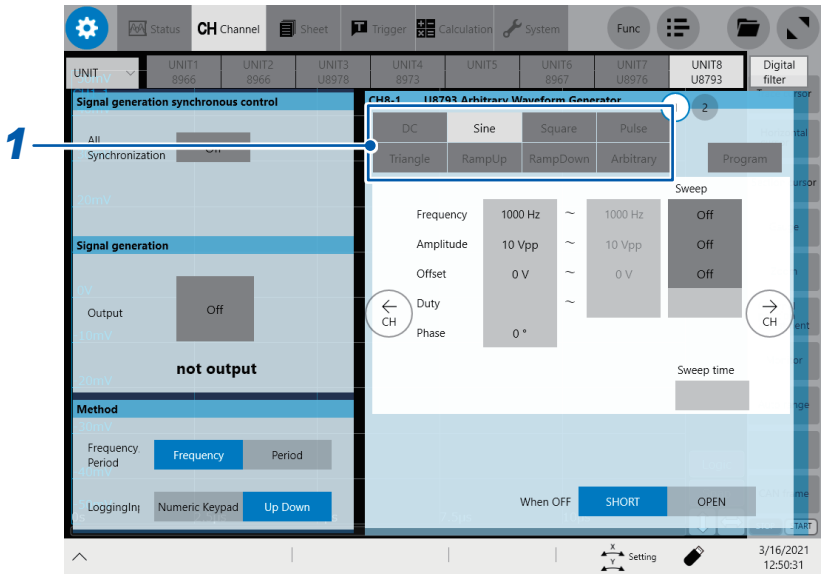 Status CH Channel Sheet Trigger Calculation System Func
UNIT UNIT1 UNIT2 UNIT3 UNIT4 UNIT5 UNIT6 UNIT7 UNIT8 Digital
8966 8966 U8978 8973 8967 U8976 U8793 filter
Signal generation synchronous control
CH8-1 U8793 Arbitrary Waveform Generator
2
1
DC Sine Square Pulse
All
Synchronization
Off
Triangle RampUp RampDown Arbitrary Program
Sweep
20mV
Frequency 1000 Hz ~ 1000 Hz Off
Amplitude 10 Vpp ~ 10 Vpp Off
Signal generation
Offset 0 V ~ 0 V Off
0V
Output Off
Duty ~
← CH
→ CH
10mV
Phase 0 °
not output
Sweep time
20mV
Method
Frequency
Period
Frequency Period
LoggingInp Numeric Keypad Up Down
When OFF SHORT OPEN
START
X
Y
Setting
3/16/2021
12:50:31